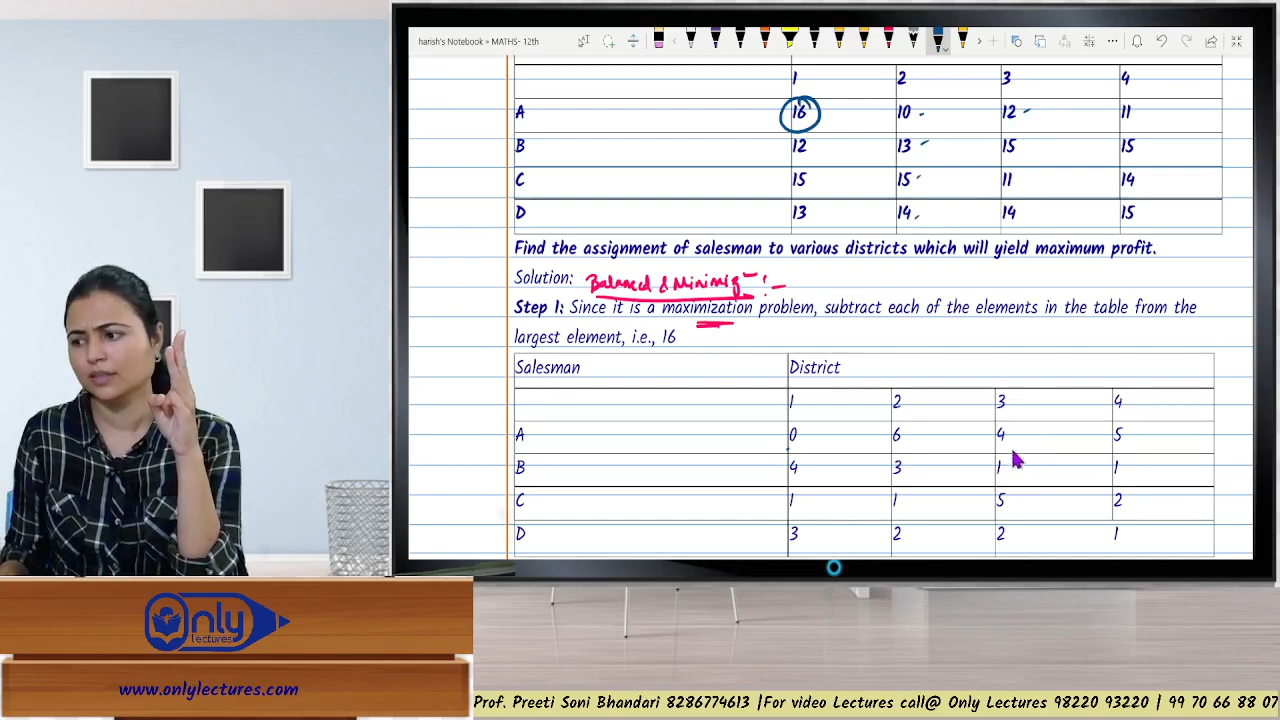 harish's Notebook » MATHS- 12th
1 2 3 4
A 16 10 12 11
B 12 13 15 15
C 15 15 11 14
D 13 14 14 15
Find the assignment of salesman to various districts which will yield maximum profit.
Solution: Balanced & Minimiz
Step 1: Since it is a maximization problem, subtract each of the elements in the table from the
largest element, i.e., 16
Salesman District
1 2 3 4
A 0 6 4 5
B 4 3 1 1
C 1 1 5 2
D 3 2 2 1
Only
lectures
www.onlylectures.com
Prof. Preeti Soni Bhandari 8286774613 |For video Lectures call@ Only Lectures 98220 93220 | 99 70 66 88 07